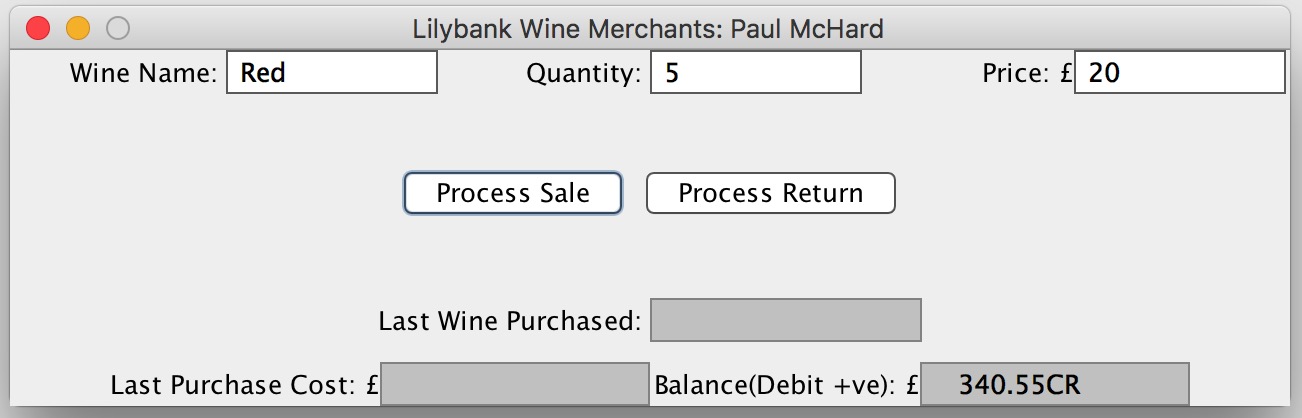 Lilybank Wine Merchants: Paul McHard
Wine Name: Red Quantity: 5 Price: £20
Process Sale Process Return
Last Wine Purchased:
Last Purchase Cost: £ Balance(Debit +ve): £ 340.55CR